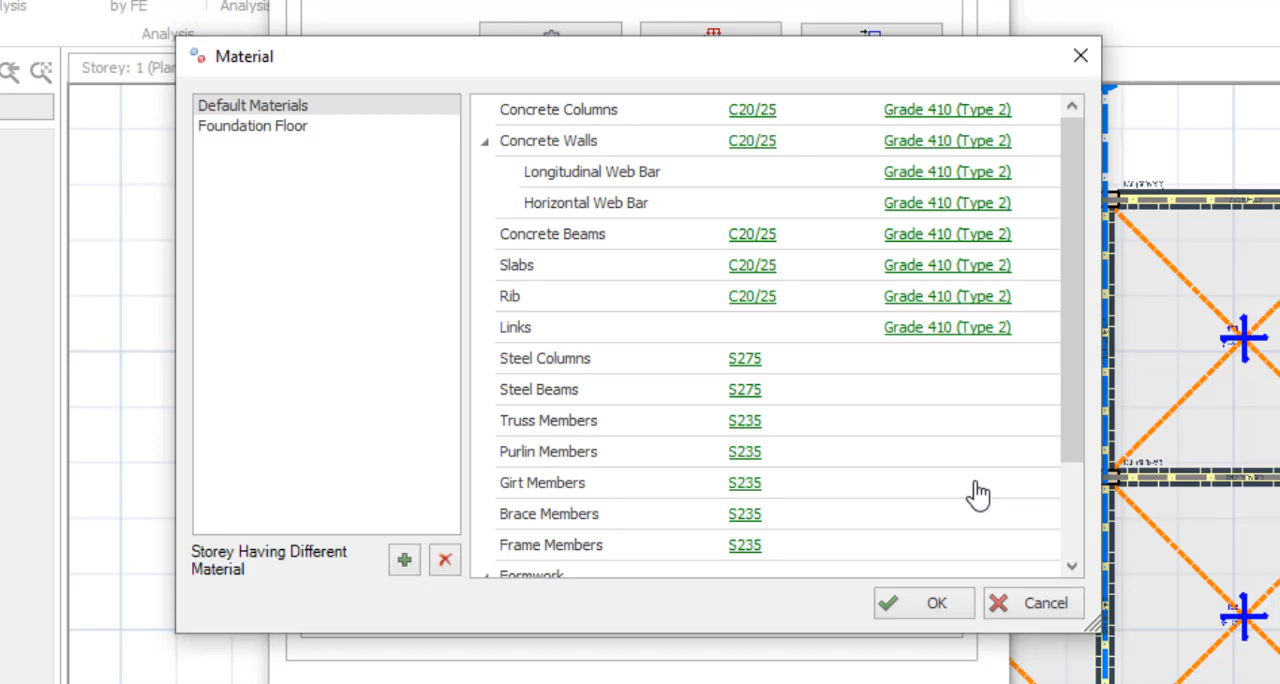 by FE
Analysis
Storey: 1
Material
Default Materials
Foundation Floor
Concrete Columns C20/25 Grade 410 (Type 2)
Concrete Walls C20/25 Grade 410 (Type 2)
Longitudinal Web Bar Grade 410 (Type 2)
Horizontal Web Bar Grade 410 (Type 2)
Concrete Beams C20/25 Grade 410 (Type 2)
Slabs C20/25 Grade 410 (Type 2)
Rib C20/25 Grade 410 (Type 2)
Links Grade 410 (Type 2)
Steel Columns S275
Steel Beams S275
Truss Members S235
Purlin Members S235
Girt Members S235
Brace Members S235
Frame Members S235
Formwork
Storey Having Different
Material
OK Cancel